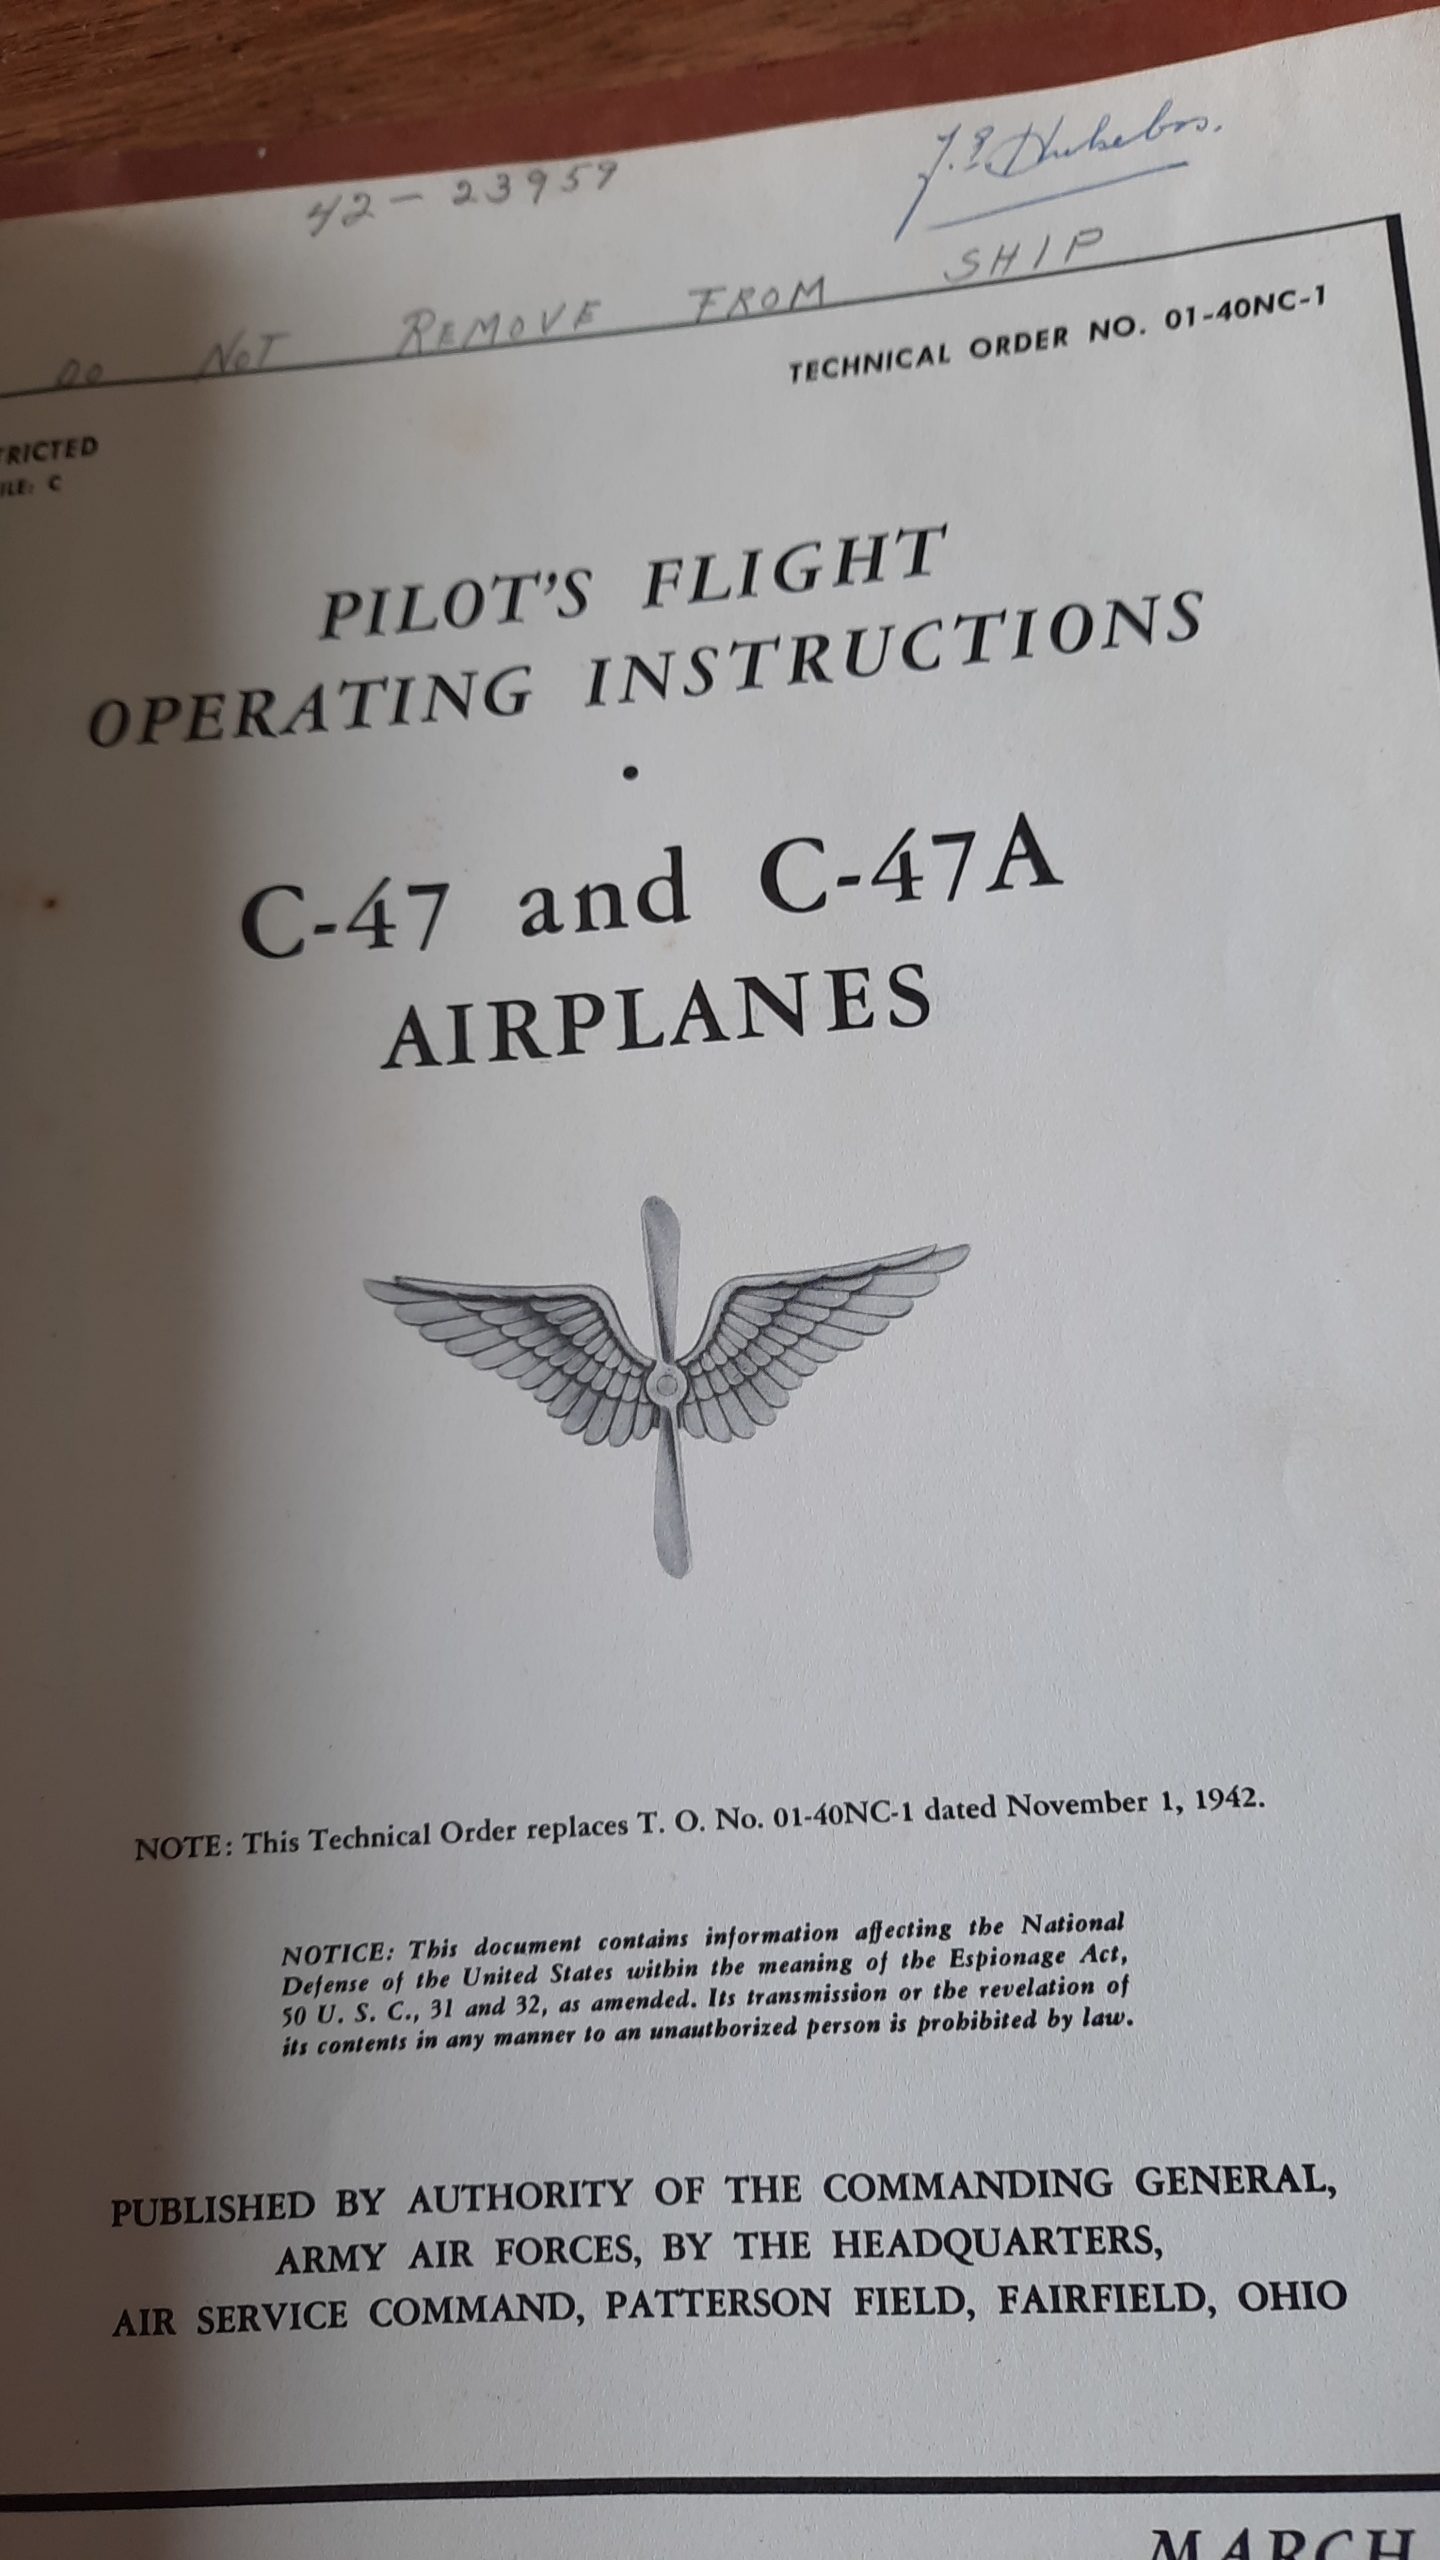 42-23959
DO NOT REMOVE FROM SHIP
TECHNICAL ORDER NO. 01-40NC-1
TRICTED
ILE: C
PILOT'S FLIGHT
OPERATING INSTRUCTIONS
•
C-47 and C-47A
AIRPLANES
NOTE: This Technical Order replaces T. O. No. 01-40NC-1 dated November 1, 1942.
NOTICE: This document contains information affecting the National
Defense of the United States within the meaning of the Espionage Act,
50 U. S. C., 31 and 32, as amended. Its transmission or the revelation of
its contents in any manner to an unauthorized person is prohibited by law.
PUBLISHED BY AUTHORITY OF THE COMMANDING GENERAL,
ARMY AIR FORCES, BY THE HEADQUARTERS,
AIR SERVICE COMMAND, PATTERSON FIELD, FAIRFIELD, OHIO
MARCH